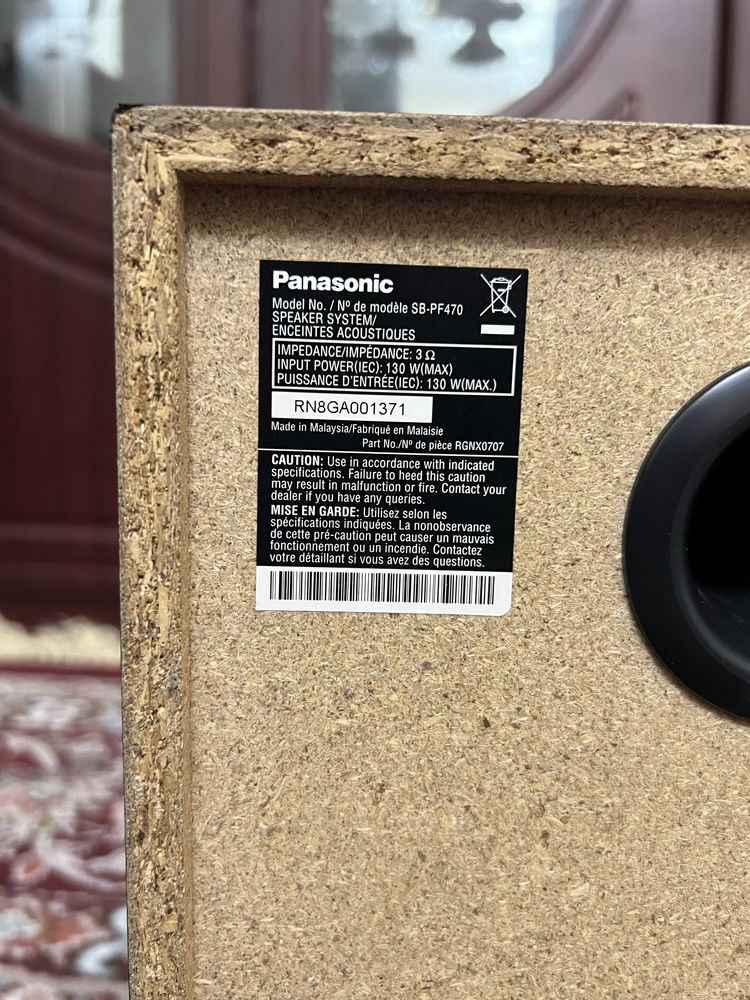 Panasonic
Model No. / Nº de modèle SB-PF470
SPEAKER SYSTEM/
ENCEINTES ACOUSTIQUES
IMPEDANCE/IMPÉDANCE: 3 Ω
INPUT POWER(IEC): 130 W(MAX)
PUISSANCE D'ENTRÉE(IEC): 130 W(MAX.)
RN8GA001371
Made in Malaysia/Fabriqué en Malaisie
Part No./Nº de pièce RGNX0707
CAUTION: Use in accordance with indicated
specifications. Failure to heed this caution
may result in malfunction or fire. Contact your
dealer if you have any queries.
MISE EN GARDE: Utilisez selon les
spécifications indiquées. La nonobservance
de cette pré-caution peut causer un mauvais
fonctionnement ou un incendie. Contactez
votre détaillant si vous avez des questions.